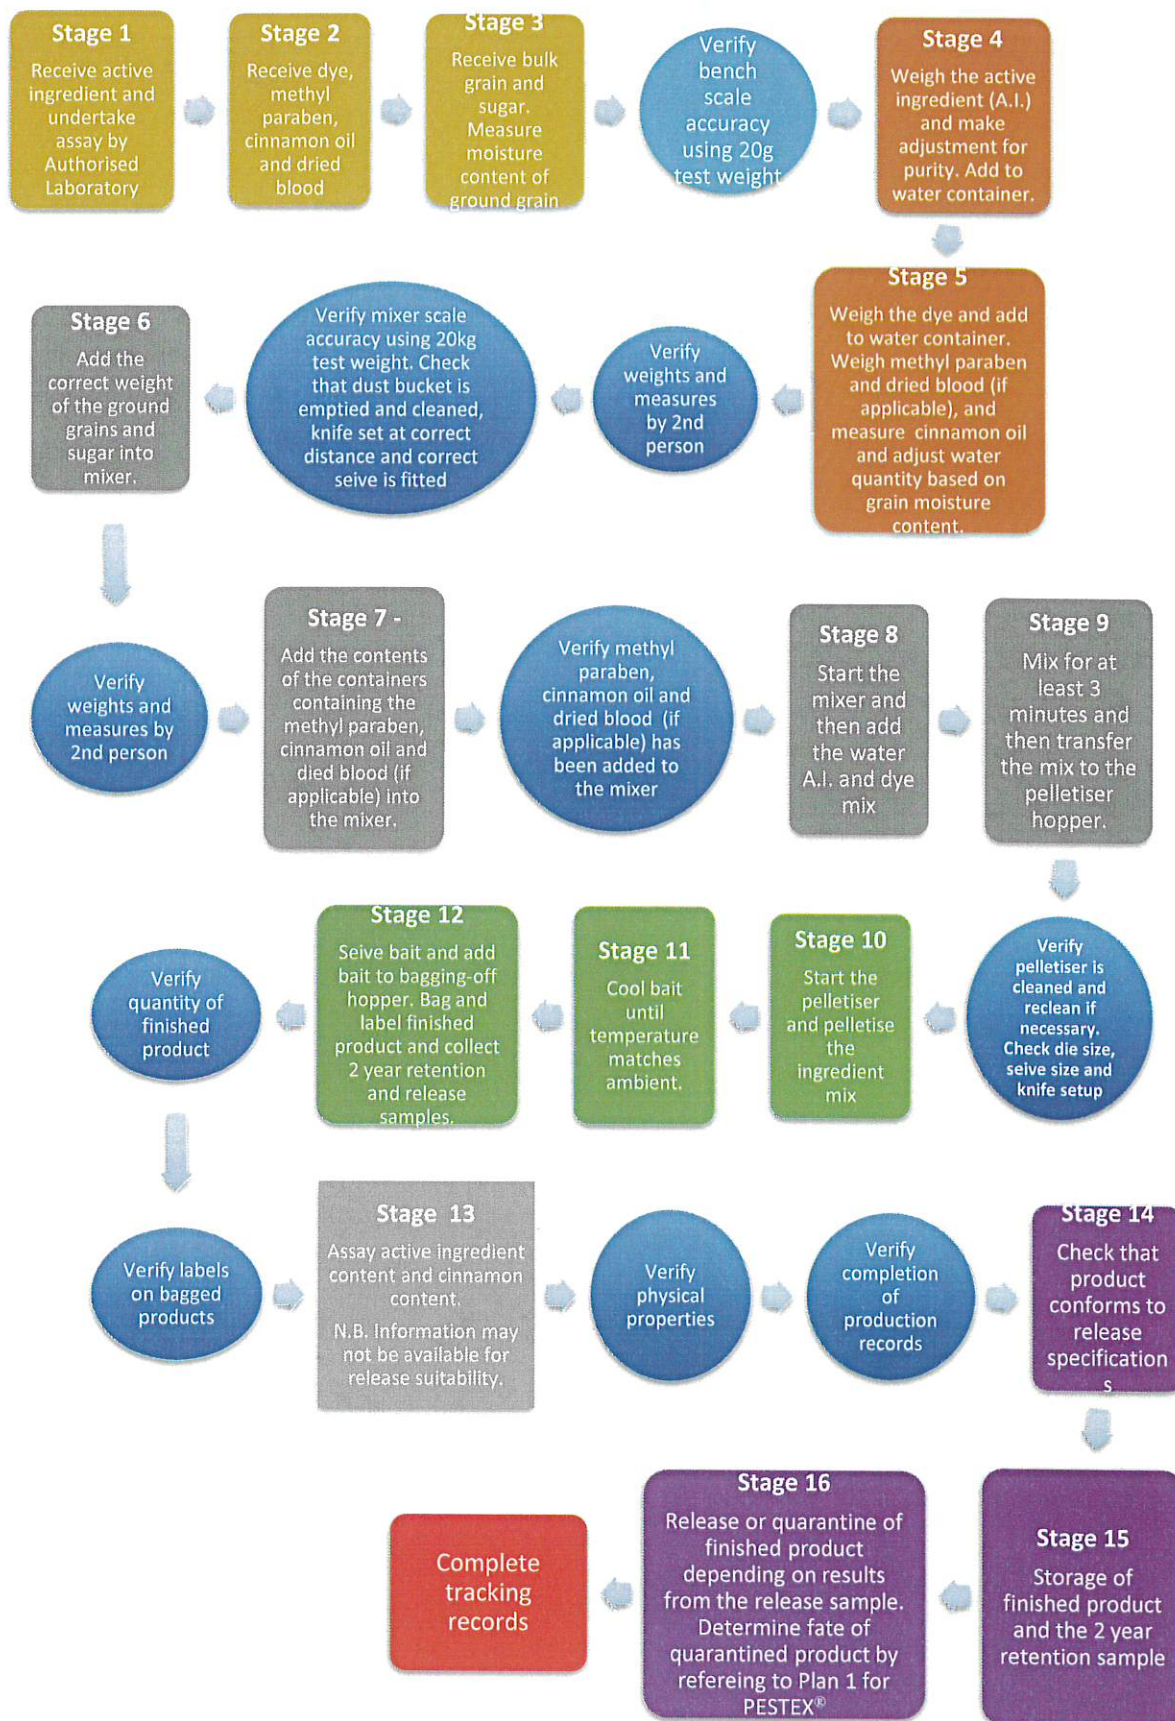 Stage 1
Receive active
ingredient and
undertake
assay by
Authorised
Laboratory
Stage 2
Receive dye,
methyl
paraben,
cinnamon oil
and dried
blood
Stage 3
Receive bulk
grain and
sugar.
Measure
moisture
content of
ground grain
Verify
bench
scale
accuracy
using 20g
test weight
Stage 4
Weigh the active
ingredient (A.I.)
and make
adjustment for
purity. Add to
water container.
Stage 5
Weigh the dye and add
to water container.
Weigh methyl paraben
and dried blood (if
applicable), and
measure cinnamon oil
and adjust water
quantity based on
grain moisture
content.
Verify
weights and
measures
by 2nd
person
Verify mixer scale
accuracy using 20kg
test weight. Check
that dust bucket is
emptied and cleaned,
knife set at correct
distance and correct
seive is fitted
Stage 6
Add the
correct weight
of the ground
grains and
sugar into
mixer.
Verify
weights and
measures by
2nd person
Stage 7 -
Add the contents
of the containers
containing the
methyl paraben,
cinnamon oil and
died blood (if
applicable) into
the mixer.
Verify methyl
paraben,
cinnamon oil and
dried blood (if
applicable) has
been added to
the mixer
Stage 8
Start the
mixer and
then add
the water
A.I. and dye
mix
Stage 9
Mix for at
least 3
minutes and
then transfer
the mix to the
pelletiser
hopper.
Verify
pelletiser is
cleaned and
reclean if
necessary.
Check die size,
seive size and
knife setup
Stage 10
Start the
pelletiser
and pelletise
the
ingredient
mix
Stage 11
Cool bait
until
temperature
matches
ambient.
Stage 12
Seive bait and add
bait to bagging-off
hopper. Bag and
label finished
product and collect
2 year retention
and release
samples.
Verify
quantity of
finished
product
Verify labels
on bagged
products
Stage 13
Assay active ingredient
content and cinnamon
content.
N.B. Information may
not be available for
release suitability.
Verify
physical
properties
Verify
completion
of
production
records
Stage 14
Check that
product
conforms to
release
specification
s
Stage 15
Storage of
finished product
and the 2 year
retention sample
Stage 16
Release or quarantine of
finished product
depending on results
from the release sample.
Determine fate of
quarantined product by
refereing to Plan 1 for
PESTEX®
Complete
tracking
records